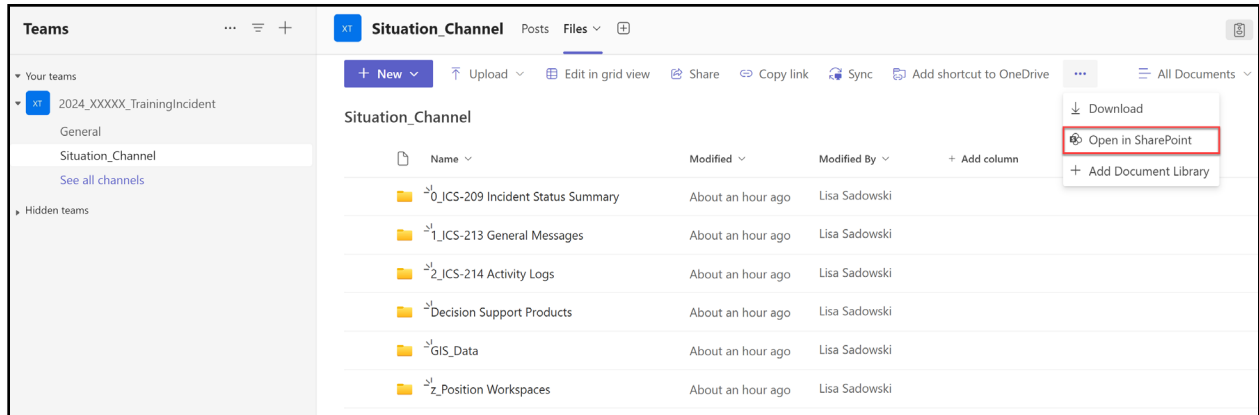 Teams
Your teams
XT 2024_XXXXX_TrainingIncident
General
Situation_Channel
See all channels
Hidden teams
XT Situation_Channel Posts Files
+ New Upload Edit in grid view Share Copy link Sync Add shortcut to OneDrive ... All Documents
Download
Open in SharePoint
+ Add Document Library
Situation_Channel
Name Modified Modified By + Add column
0_ICS-209 Incident Status Summary About an hour ago Lisa Sadowski
1_ICS-213 General Messages About an hour ago Lisa Sadowski
2_ICS-214 Activity Logs About an hour ago Lisa Sadowski
Decision Support Products About an hour ago Lisa Sadowski
GIS_Data About an hour ago Lisa Sadowski
z_Position Workspaces About an hour ago Lisa Sadowski